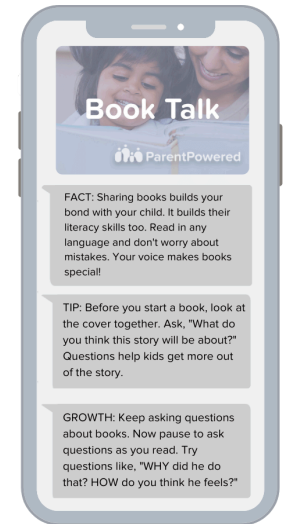 Book Talk
ParentPowered
FACT: Sharing books builds your
bond with your child. It builds their
literacy skills too. Read in any
language and don't worry about
mistakes. Your voice makes books
special!
TIP: Before you start a book, look at
the cover together. Ask, "What do
you think this story will be about?"
Questions help kids get more out
of the story.
GROWTH: Keep asking questions
about books. Now pause to ask
questions as you read. Try
questions like, "WHY did he do
that? HOW do you think he feels?"